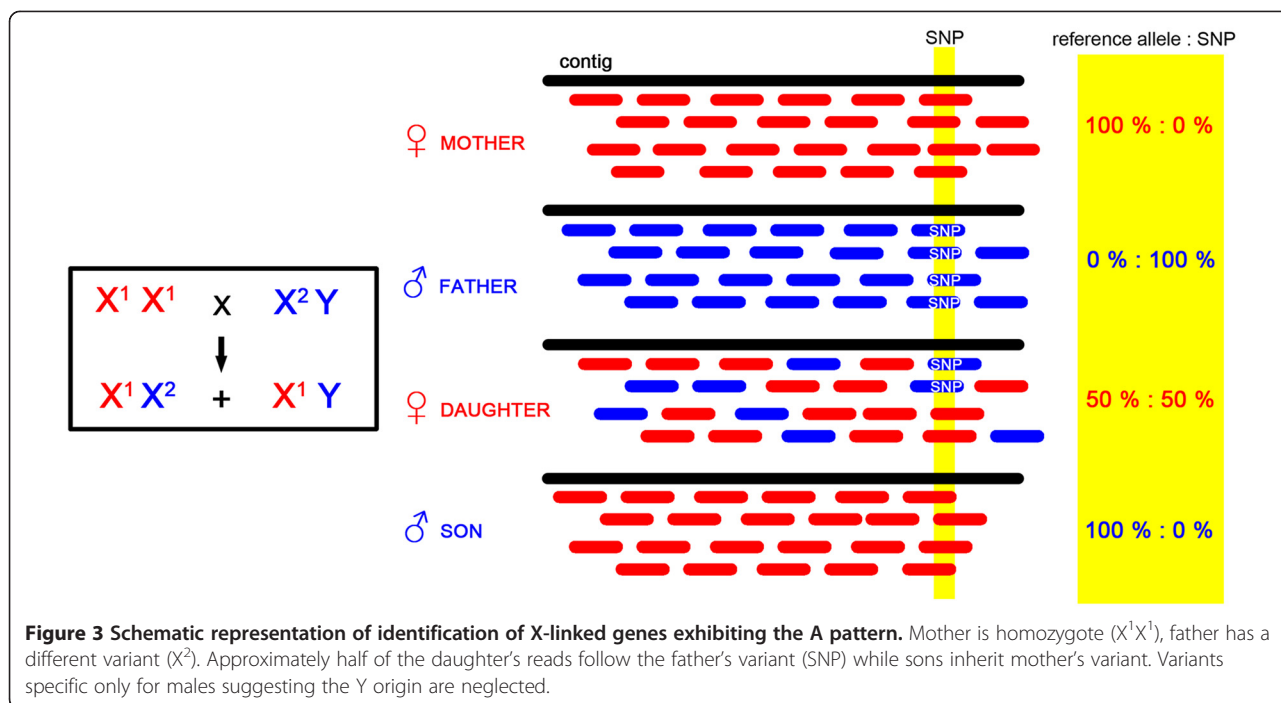 SNP
reference allele : SNP
contig
♀ MOTHER
100 % : 0 %
♂ FATHER
SNP
SNP
SNP
SNP
0 % : 100 %
X¹ X¹ x X² Y
X¹ X² + X¹ Y
♀ DAUGHTER
SNP
SNP
50 % : 50 %
♂ SON
100 % : 0 %
Figure 3 Schematic representation of identification of X-linked genes exhibiting the A pattern. Mother is homozygote (X¹X¹), father has a
different variant (X²). Approximately half of the daughter's reads follow the father's variant (SNP) while sons inherit mother's variant. Variants
specific only for males suggesting the Y origin are neglected.